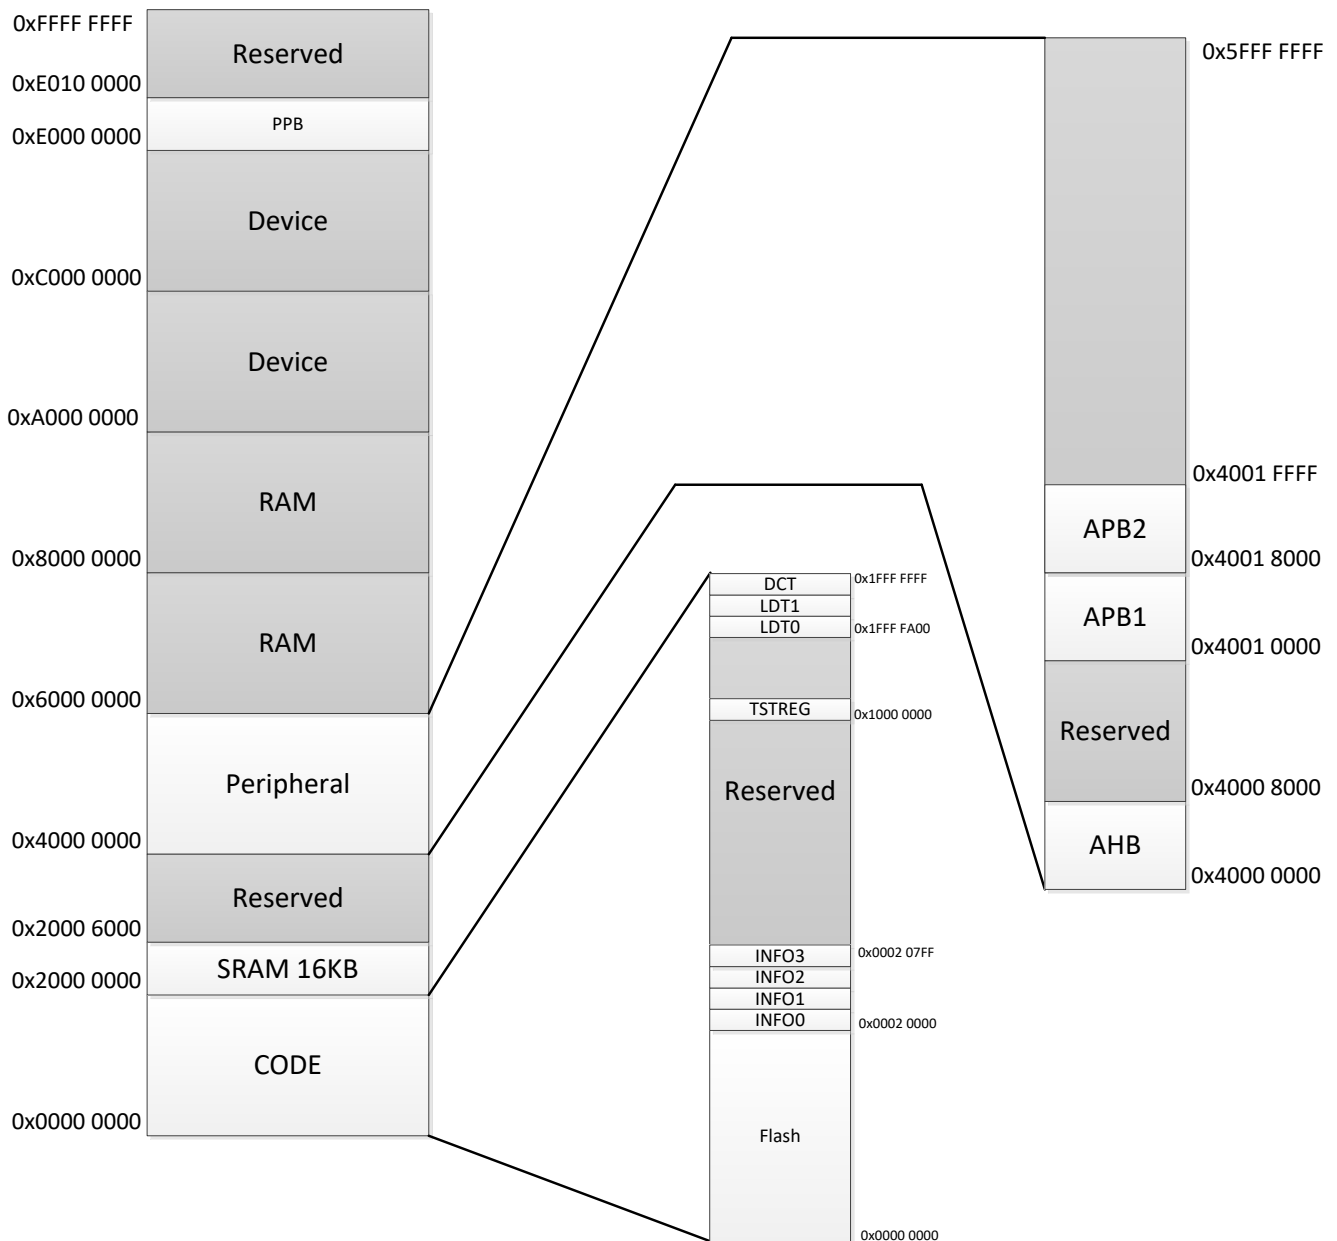 0xFFFF FFFF
Reserved
0xE010 0000
PPB
0xE000 0000
Device
0xC000 0000
Device
0xA000 0000
RAM
0x8000 0000
RAM
0x6000 0000
Peripheral
0x4000 0000
Reserved
0x2000 6000
SRAM 16KB
0x2000 0000
CODE
0x0000 0000
DCT
0x1FFF FFFF
LDT1
LDT0
0x1FFF FA00
TSTREG
0x1000 0000
Reserved
INFO3
0x0002 07FF
INFO2
INFO1
INFO0
0x0002 0000
Flash
0x0000 0000
0x5FFF FFFF
0x4001 FFFF
APB2
0x4001 8000
APB1
0x4001 0000
Reserved
0x4000 8000
AHB
0x4000 0000